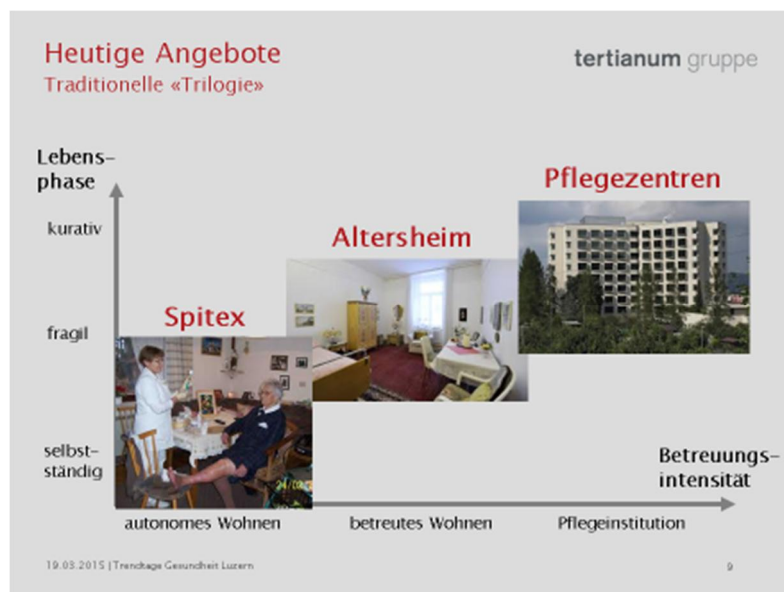 Heutige Angebote
Traditionelle «Trilogie»
tertianum gruppe
Lebens-
phase
kurativ
fragil
selbst-
ständig
Spitex
Altersheim
Pflegezentren
Betreuungs-
intensität
autonomes Wohnen
betreutes Wohnen
Pflegeinstitution
19.03.2015 | Trendtage Gesundheit Luzern
9